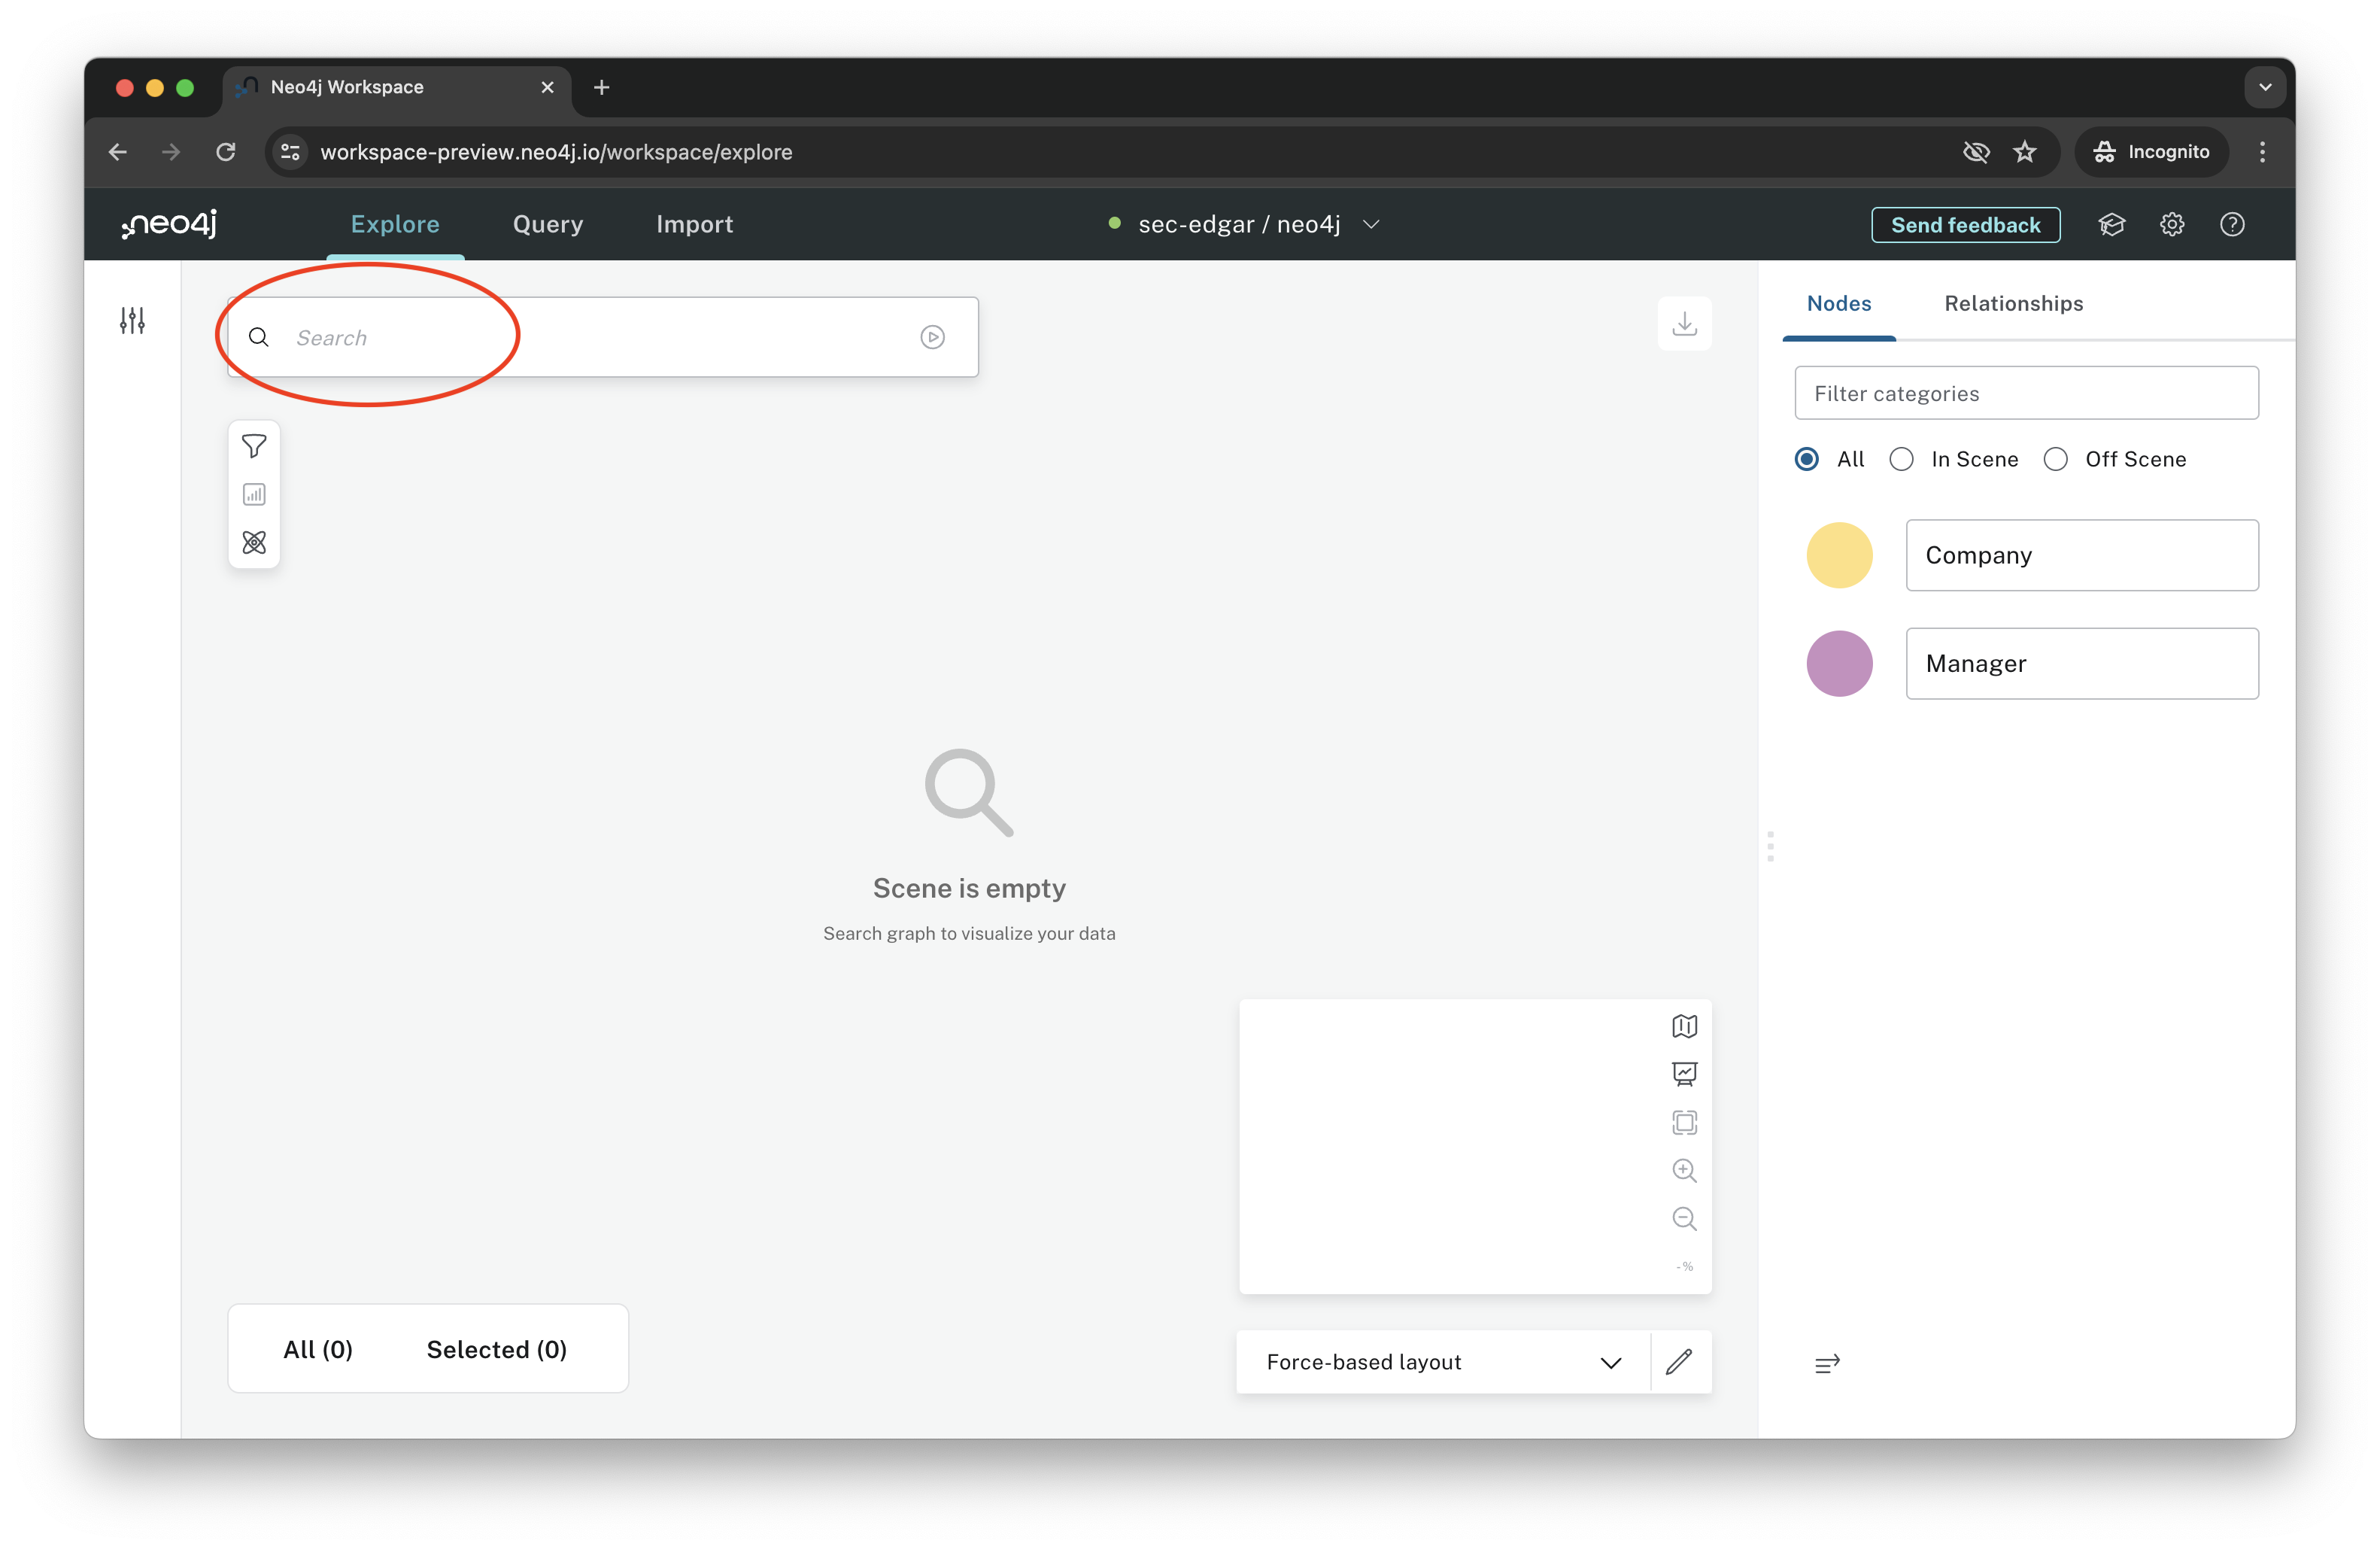 Neo4j Workspace
workspace-preview.neo4j.io/workspace/explore
Incognito
neo4j
Explore
Query
Import
sec-edgar / neo4j
Send feedback
Search
Nodes
Relationships
Filter categories
All
In Scene
Off Scene
Company
Manager
Scene is empty
Search graph to visualize your data
-%
All (0)
Selected (0)
Force-based layout